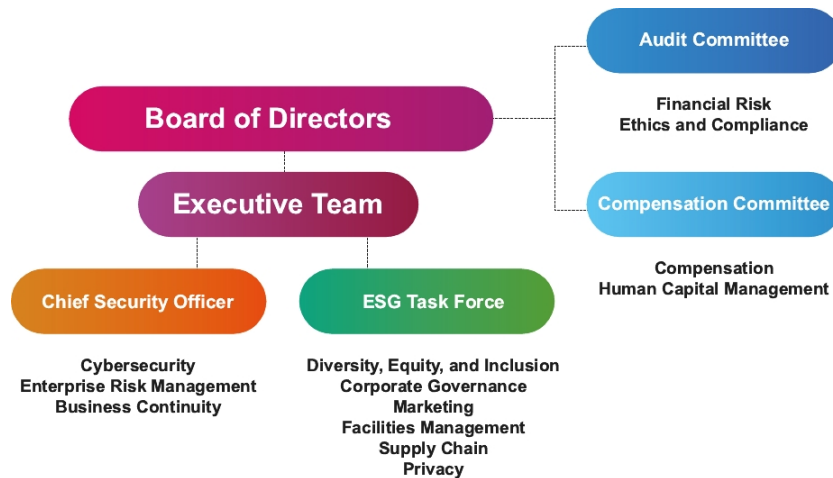 Board of Directors
Executive Team
Chief Security Officer
Cybersecurity
Enterprise Risk Management
Business Continuity
ESG Task Force
Diversity, Equity, and Inclusion
Corporate Governance
Marketing
Facilities Management
Supply Chain
Privacy
Audit Committee
Financial Risk
Ethics and Compliance
Compensation Committee
Compensation
Human Capital Management